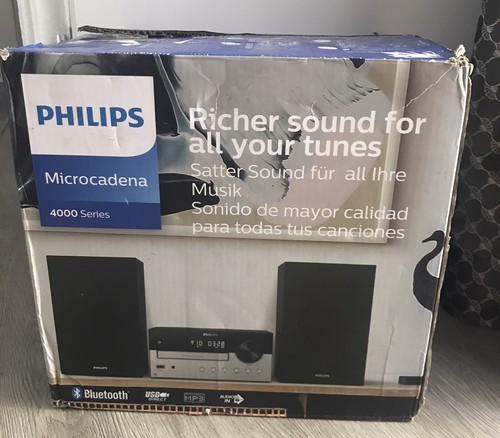 PHILIPS
Microcadena
4000 Series
Richer sound for
all your tunes
Satter Sound für all Ihre
Musik
Sonido de mayor calidad
para todas tus canciones
PHILIPS
PHILIPS
PHILIPS
Bluetooth
USB
DIRECT
MP3
AUDIO
IN